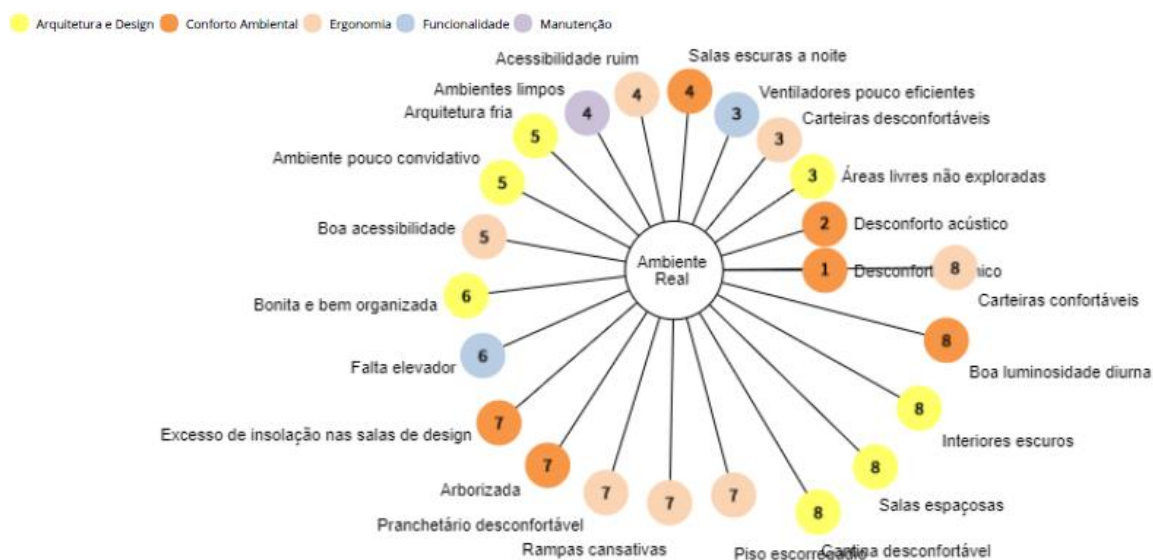 Arquitetura e Design
Conforto Ambiental
Ergonomia
Funcionalidade
Manutenção
Acessibilidade ruim
Salas escuras a noite
Ambientes limpos
Ventiladores pouco eficientes
Arquitetura fria
Carteiras desconfortáveis
Ambiente pouco convidativo
Áreas livres não exploradas
Boa acessibilidade
Desconforto acústico
Ambiente
Real
Carteiras confortáveis
Bonita e bem organizada
Boa luminosidade diurna
Falta elevador
Interiores escuros
Excesso de insolação nas salas de design
Arborizada
Salas espaçosas
Pranchetário desconfortável
Rampas cansativas
Piso escorregadio
Cantina desconfortável
4
4
4
3
3
3
2
1
8
8
8
8
8
7
7
7
7
7
6
6
5
5
5